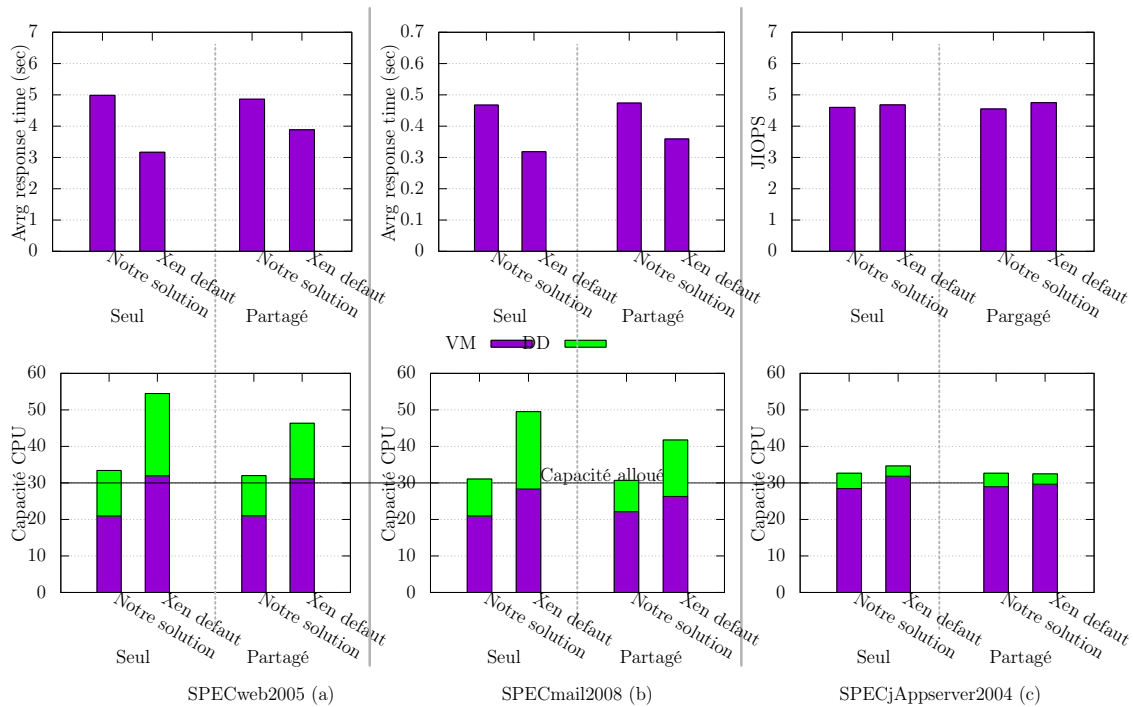 7
6
5
4
3
2
1
0
Avrg response time (sec)
Notre solution
Xen defaut
Notre solution
Xen defaut
Seul
Partagé
0.7
0.6
0.5
0.4
0.3
0.2
0.1
0
Avrg response time (sec)
Notre solution
Xen defaut
Notre solution
Xen defaut
Seul
Partagé
7
6
5
4
3
2
1
0
JIOPS
Notre solution
Xen defaut
Notre solution
Xen defaut
Seul
Pargagé
VM
DD
60
50
40
30
20
10
0
Capacité CPU
Notre solution
Xen defaut
Notre solution
Xen defaut
Seul
Partagé
SPECweb2005 (a)
60
50
40
30
20
10
0
Capacité CPU
Capacité alloué
Notre solution
Xen defaut
Notre solution
Xen defaut
Seul
Partagé
SPECmail2008 (b)
60
50
40
30
20
10
0
Capacité CPU
Notre solution
Xen defaut
Notre solution
Xen defaut
Seul
Partagé
SPECjAppserver2004 (c)